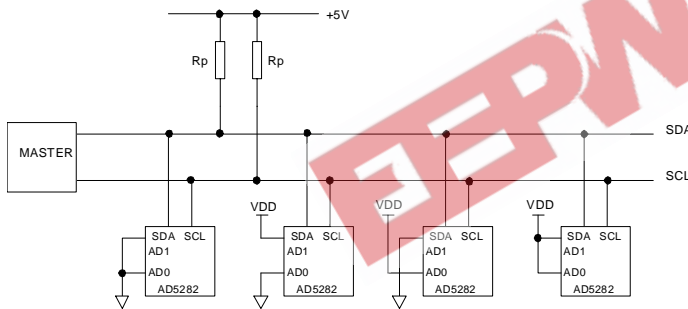 +5V
Rp Rp
SDA
MASTER
SCL
VDD VDD VDD
SDA SCL SDA SCL SDA SCL SDA SCL
AD1 AD1 AD1 AD1
AD0 AD0 AD0 AD0
AD5282 AD5282 AD5282 AD5282
EEPW